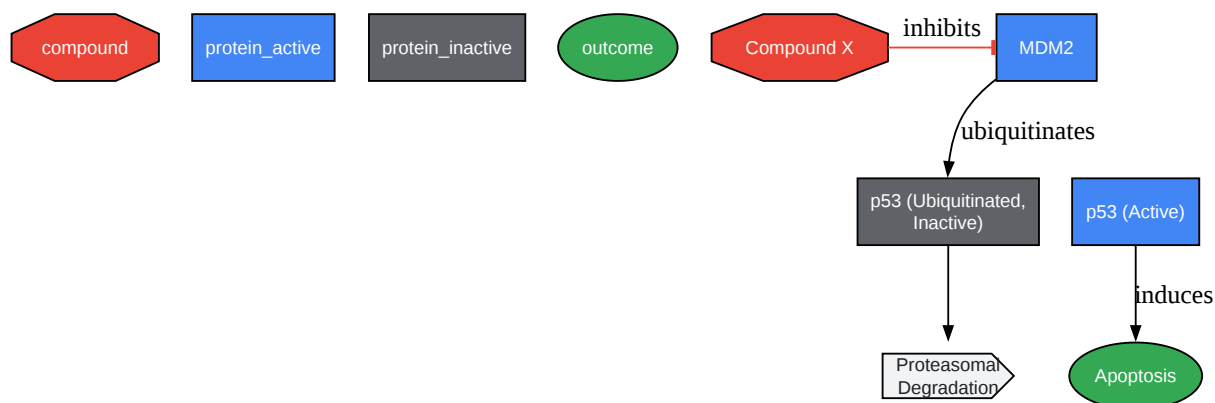 compound
protein_active
protein_inactive
outcome
Compound X
inhibits
MDM2
ubiquitinates
p53 (Ubiquitinated,
Inactive)
p53 (Active)
induces
Proteasomal
Degradation
Apoptosis